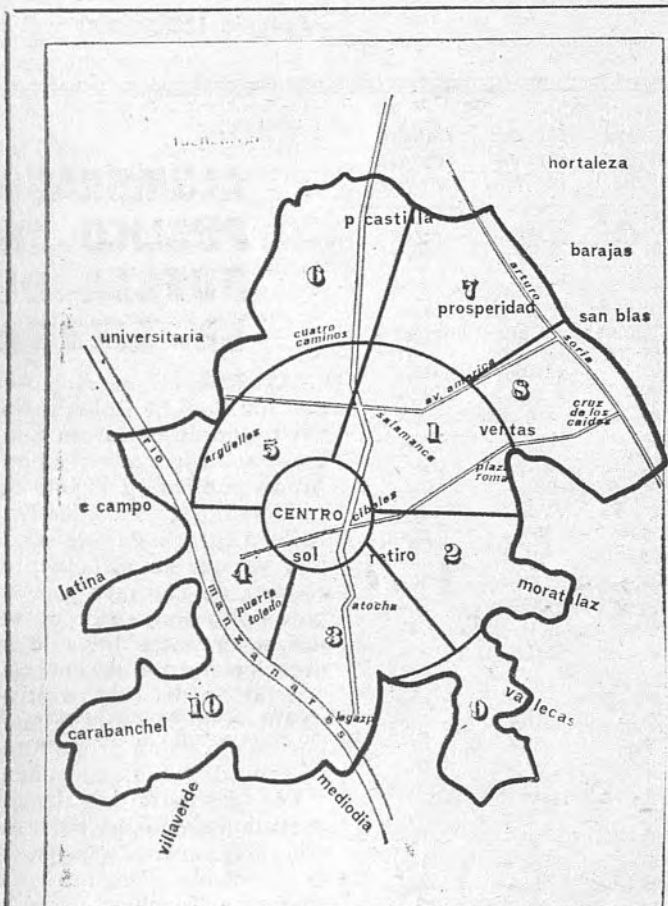 hortaleza
p castilla
barajas
6
7
arturo
prosperidad
san blas
universitaria
cuatro
caminos
soria
av. america
8
cruz
de los
caidos
salamanca
1
ventas
argüelles
5
plaza
roma
rio
CENTRO
cibeles
e campo
sol
retiro
2
4
latina
manzanares
puerta
toledo
atocha
moratalaz
3
10
9
vallecas
carabanchel
legazpi
villaverde
mediodia